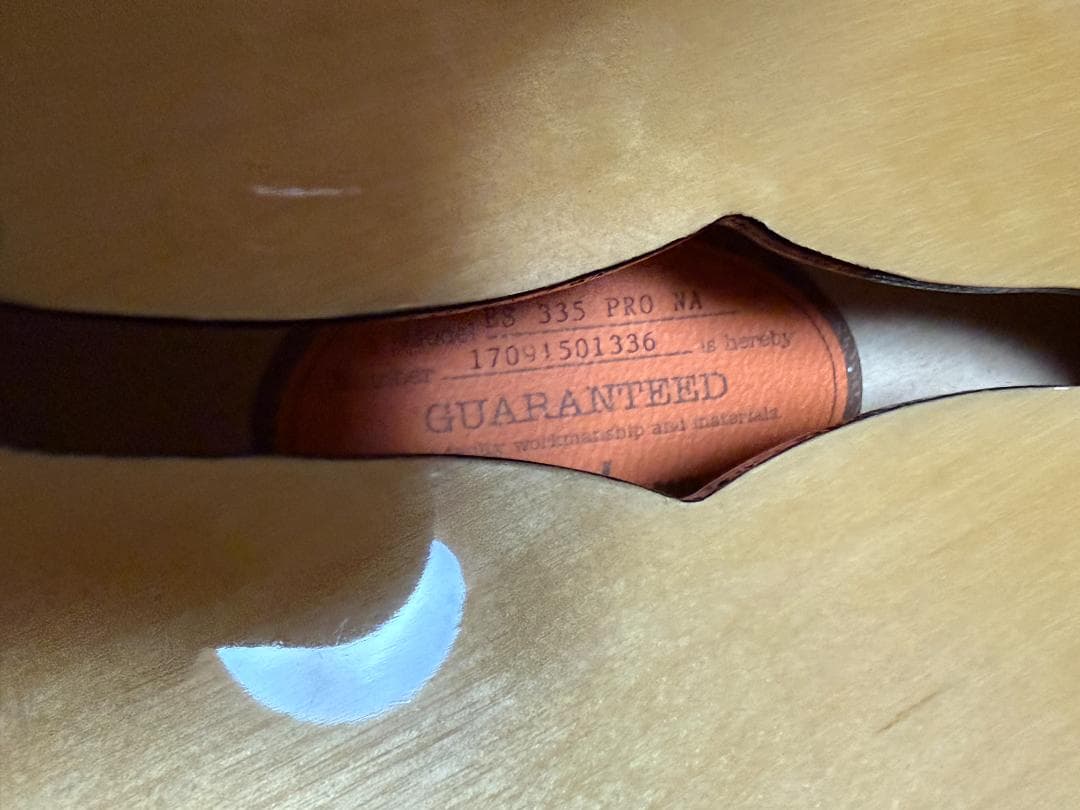 ES 335 PRO NA
17091501336 is hereby
GUARANTEED
workmanship and materials